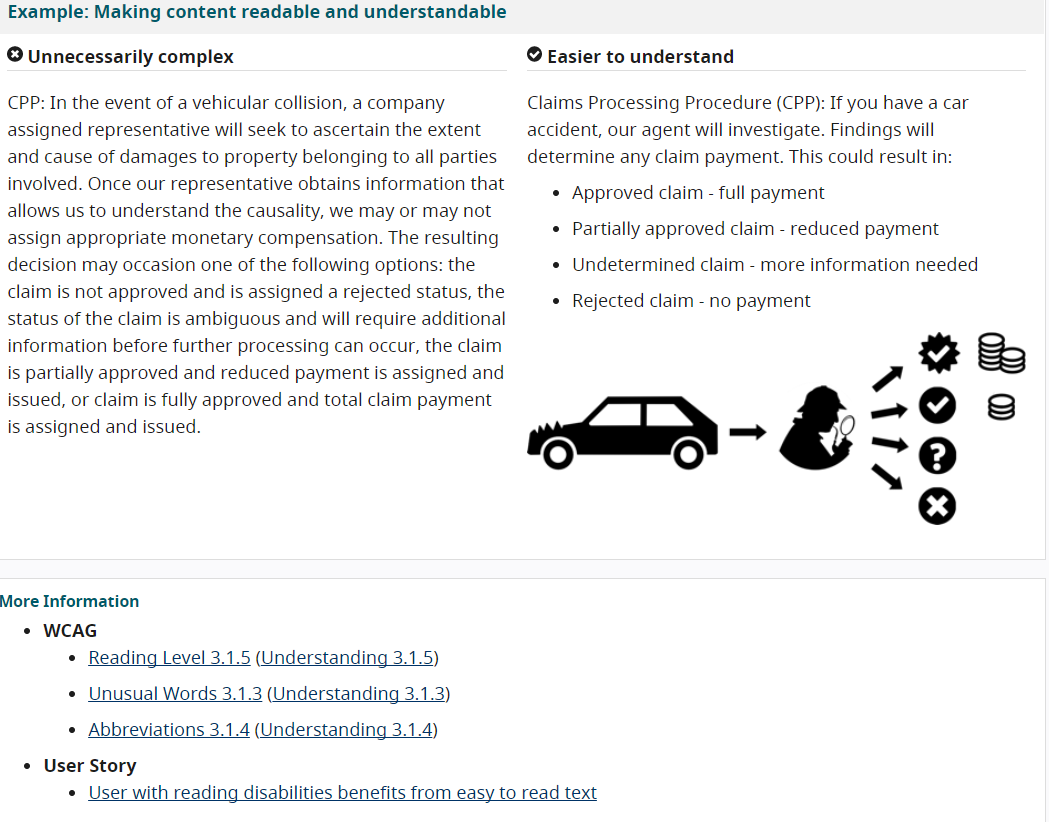 Example: Making content readable and understandable
Unnecessarily complex
CPP: In the event of a vehicular collision, a company
assigned representative will seek to ascertain the extent
and cause of damages to property belonging to all parties
involved. Once our representative obtains information that
allows us to understand the causality, we may or may not
assign appropriate monetary compensation. The resulting
decision may occasion one of the following options: the
claim is not approved and is assigned a rejected status, the
status of the claim is ambiguous and will require additional
information before further processing can occur, the claim
is partially approved and reduced payment is assigned and
issued, or claim is fully approved and total claim payment
is assigned and issued.
Easier to understand
Claims Processing Procedure (CPP): If you have a car
accident, our agent will investigate. Findings will
determine any claim payment. This could result in:
• Approved claim - full payment
• Partially approved claim - reduced payment
• Undetermined claim - more information needed
• Rejected claim - no payment
?
More Information
• WCAG
• Reading Level 3.1.5 (Understanding 3.1.5)
• Unusual Words 3.1.3 (Understanding 3.1.3)
• Abbreviations 3.1.4 (Understanding 3.1.4)
• User Story
• User with reading disabilities benefits from easy to read text